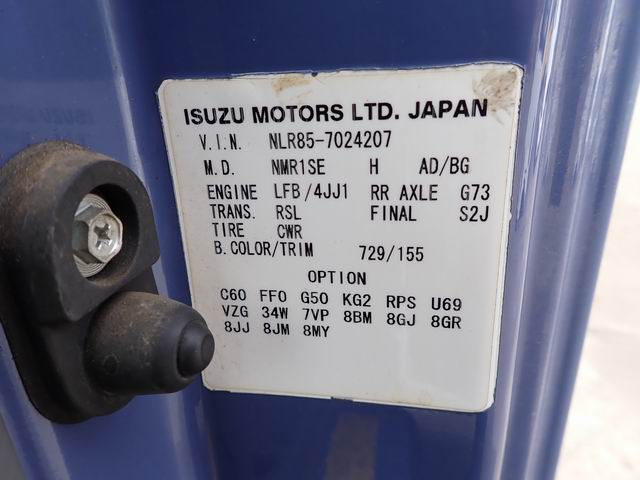 ISUZU MOTORS LTD. JAPAN
V.I.N. NLR85-7024207
M.D. NMR1SE H AD/BG
ENGINE LFB/4JJ1 RR AXLE G73
TRANS. RSL FINAL S2J
TIRE CWR
B.COLOR/TRIM 729/155
OPTION
C60 FF0 G50 KG2 RPS U69
VZG 34W 7VP 8BM 8GJ 8GR
8JJ 8JM 8MY